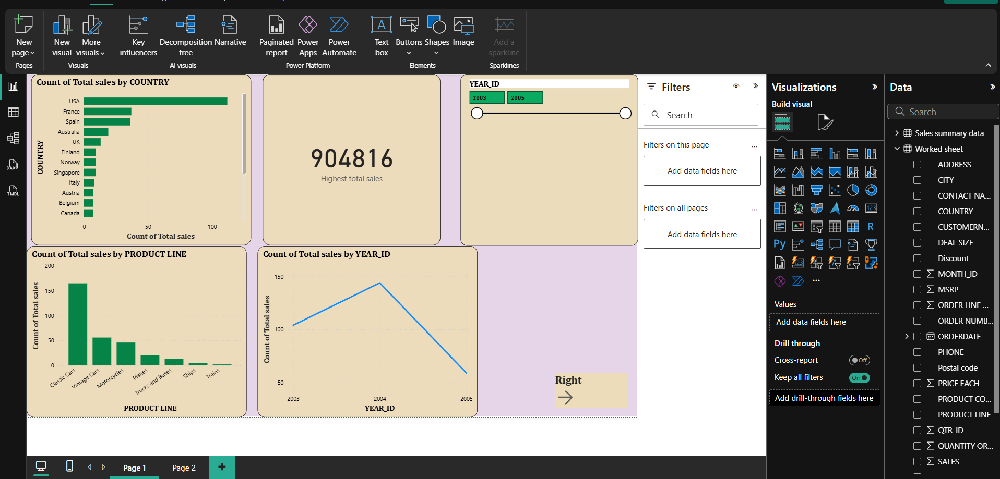 New page
New visual
More visuals
Key influencers
Decomposition tree
Narrative
Paginated report
Power Apps
Power Automate
Text box
Buttons
Shapes
Image
Add a sparkline
Pages
Visuals
AI visuals
Power Platform
Elements
Sparklines
DAX
TMDL
Count of Total sales by COUNTRY
COUNTRY
USA
France
Spain
Australia
UK
Finland
Norway
Singapore
Italy
Austria
Belgium
Canada
0 50 100
Count of Total sales
904816
Highest total sales
YEAR_ID
2003 2005
Count of Total sales by PRODUCT LINE
Count of Total sales
200
150
100
50
0
Classic Cars
Vintage Cars
Motorcycles
Planes
Trucks and Buses
Ships
Trains
PRODUCT LINE
Count of Total sales by YEAR_ID
Count of Total sales
150
100
50
2003 2004 2005
YEAR_ID
Right
Filters
Search
Filters on this page ...
Add data fields here
Filters on all pages ...
Add data fields here
Visualizations
Build visual
123
R
Py
123
...
Values
Add data fields here
Drill through
Cross-report Off
Keep all filters On
Add drill-through fields here
Data
Search
Sales summary data
Worked sheet
ADDRESS
CITY
CONTACT NA...
COUNTRY
CUSTOMERN...
DEAL SIZE
Discount
MONTH_ID
MSRP
ORDER LINE ...
ORDER NUMB...
ORDERDATE
PHONE
Postal code
PRICE EACH
PRODUCT CO...
PRODUCT LINE
QTR_ID
QUANTITY OR...
SALES
Page 1
Page 2